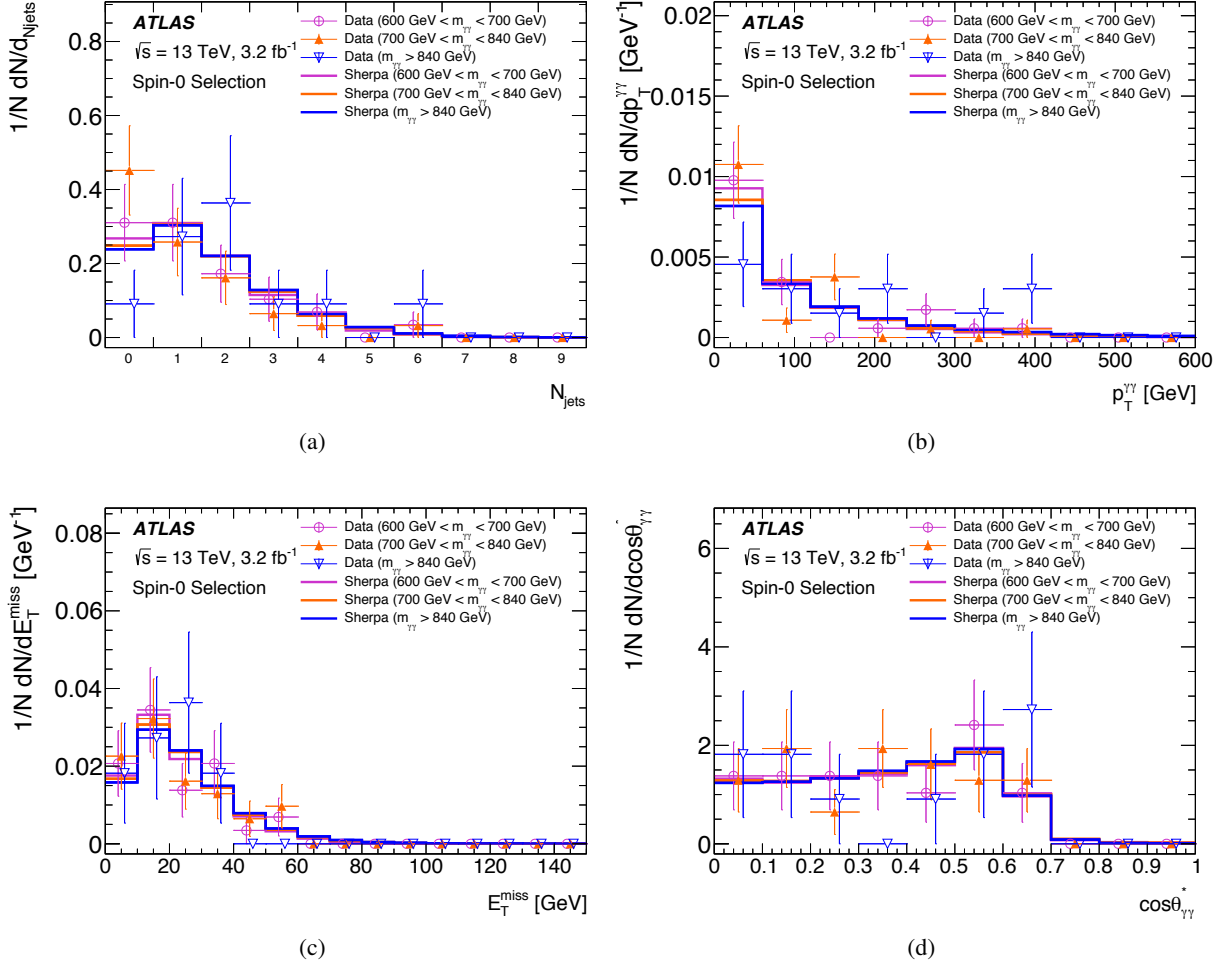 1/N dN/d_Njets
0.8
0.6
0.4
0.2
0
ATLAS
√s = 13 TeV, 3.2 fb⁻¹
Spin-0 Selection
Data (600 GeV < m_γγ < 700 GeV)
Data (700 GeV < m_γγ < 840 GeV)
Data (m_γγ > 840 GeV)
Sherpa (600 GeV < m_γγ < 700 GeV)
Sherpa (700 GeV < m_γγ < 840 GeV)
Sherpa (m_γγ > 840 GeV)
0 1 2 3 4 5 6 7 8 9
N_jets
(a)
1/N dN/dp_T^γγ [GeV⁻¹]
0.02
0.015
0.01
0.005
0
ATLAS
√s = 13 TeV, 3.2 fb⁻¹
Spin-0 Selection
Data (600 GeV < m_γγ < 700 GeV)
Data (700 GeV < m_γγ < 840 GeV)
Data (m_γγ > 840 GeV)
Sherpa (600 GeV < m_γγ < 700 GeV)
Sherpa (700 GeV < m_γγ < 840 GeV)
Sherpa (m_γγ > 840 GeV)
0 100 200 300 400 500 600
p_T^γγ [GeV]
(b)
1/N dN/dE_T^miss [GeV⁻¹]
0.08
0.06
0.04
0.02
0
ATLAS
√s = 13 TeV, 3.2 fb⁻¹
Spin-0 Selection
Data (600 GeV < m_γγ < 700 GeV)
Data (700 GeV < m_γγ < 840 GeV)
Data (m_γγ > 840 GeV)
Sherpa (600 GeV < m_γγ < 700 GeV)
Sherpa (700 GeV < m_γγ < 840 GeV)
Sherpa (m_γγ > 840 GeV)
0 20 40 60 80 100 120 140
E_T^miss [GeV]
(c)
1/N dN/dcosθ*_γγ
6
4
2
0
ATLAS
√s = 13 TeV, 3.2 fb⁻¹
Spin-0 Selection
Data (600 GeV < m_γγ < 700 GeV)
Data (700 GeV < m_γγ < 840 GeV)
Data (m_γγ > 840 GeV)
Sherpa (600 GeV < m_γγ < 700 GeV)
Sherpa (700 GeV < m_γγ < 840 GeV)
Sherpa (m_γγ > 840 GeV)
0 0.1 0.2 0.3 0.4 0.5 0.6 0.7 0.8 0.9 1
cosθ*_γγ
(d)